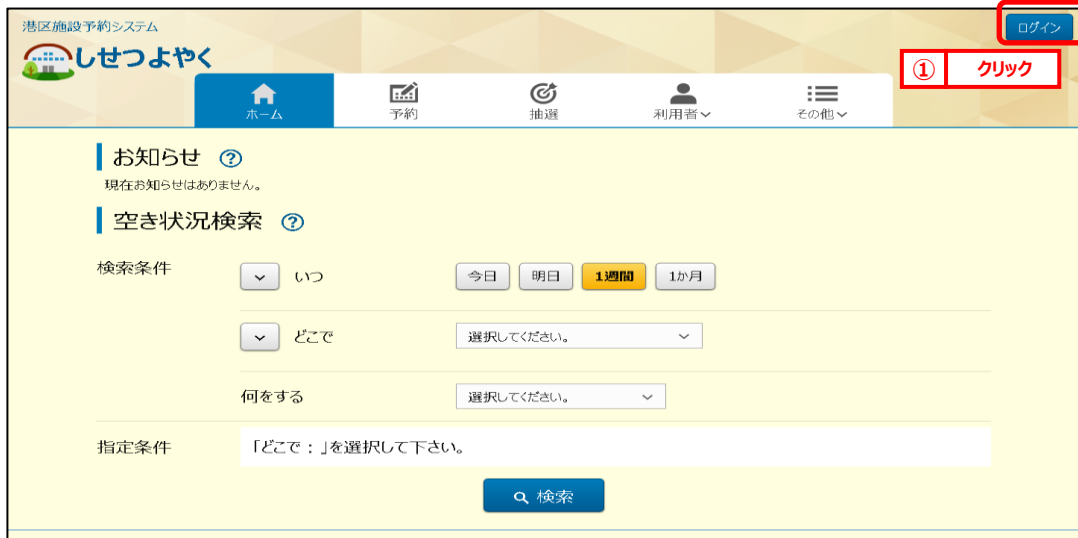 港区施設予約システム
しせつよやく
ログイン
① クリック
ホーム
予約
抽選
利用者
その他
お知らせ ?
現在お知らせはありません。
空き状況検索 ?
検索条件
いつ
今日 明日 1週間 1か月
どこで
選択してください。
何をする
選択してください。
指定条件
「どこで：」を選択して下さい。
検索